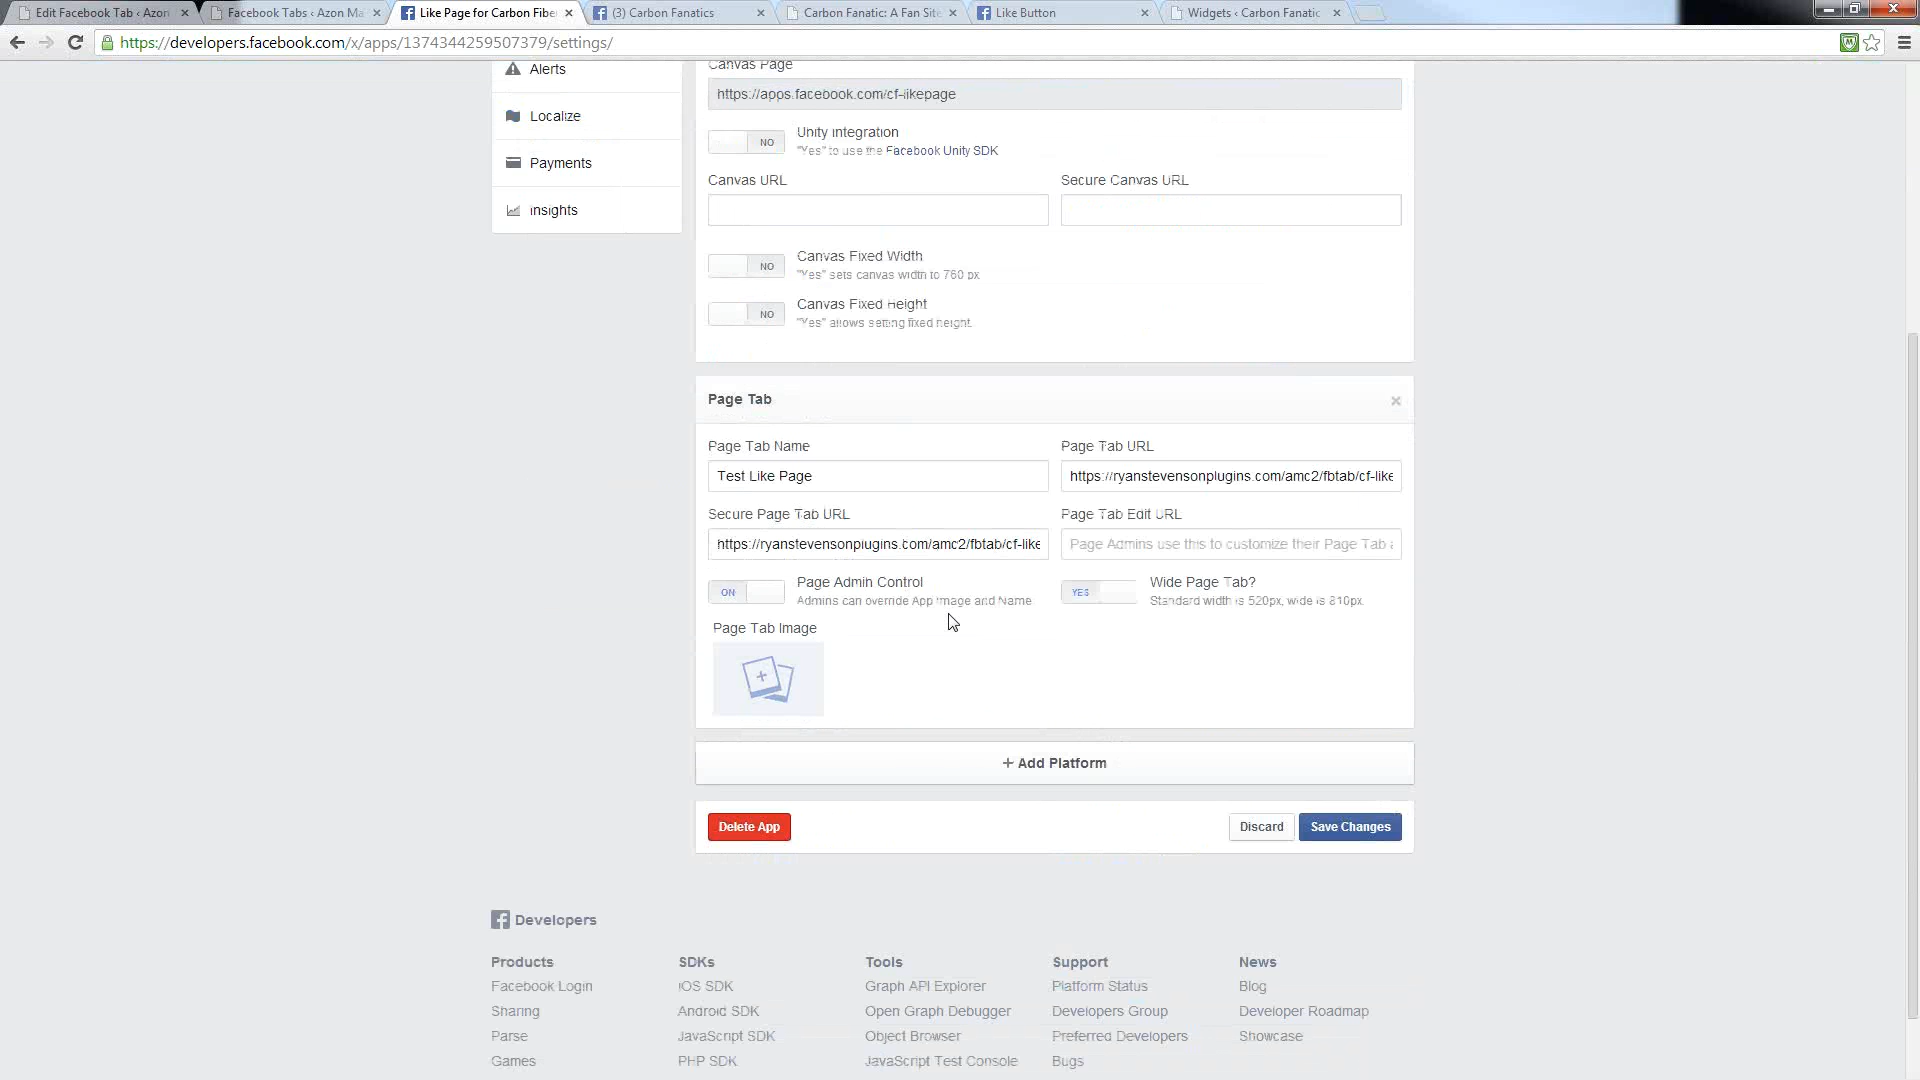 Edit Facebook Tab ‹ Azon
Facebook Tabs ‹ Azon Ma
Like Page for Carbon Fibe
(3) Carbon Fanatics
Carbon Fanatic: A Fan Site
Like Button
Widgets ‹ Carbon Fanatic
https://developers.facebook.com/x/apps/1374344259507379/settings/
Alerts
Localize
Payments
Insights
Canvas Page
https://apps.facebook.com/cf-likepage
NO
Unity Integration
"Yes" to use the Facebook Unity SDK
Canvas URL
Secure Canvas URL
NO
Canvas Fixed Width
"Yes" sets canvas width to 760 px
NO
Canvas Fixed Height
"Yes" allows setting fixed height.
Page Tab
Page Tab Name
Page Tab URL
Test Like Page
https://ryanstevensonplugins.com/amc2/fbtab/cf-like
Secure Page Tab URL
Page Tab Edit URL
https://ryanstevensonplugins.com/amc2/fbtab/cf-like
Page Admins use this to customize their Page Tab a
ON
Page Admin Control
Admins can override App Image and Name
YES
Wide Page Tab?
Standard width is 520px, wide is 810px.
Page Tab Image
+ Add Platform
Delete App
Discard
Save Changes
Developers
Products
SDKs
Tools
Support
News
Facebook Login
iOS SDK
Graph API Explorer
Platform Status
Blog
Sharing
Android SDK
Open Graph Debugger
Developers Group
Developer Roadmap
Parse
JavaScript SDK
Object Browser
Preferred Developers
Showcase
Games
PHP SDK
JavaScript Test Console
Bugs